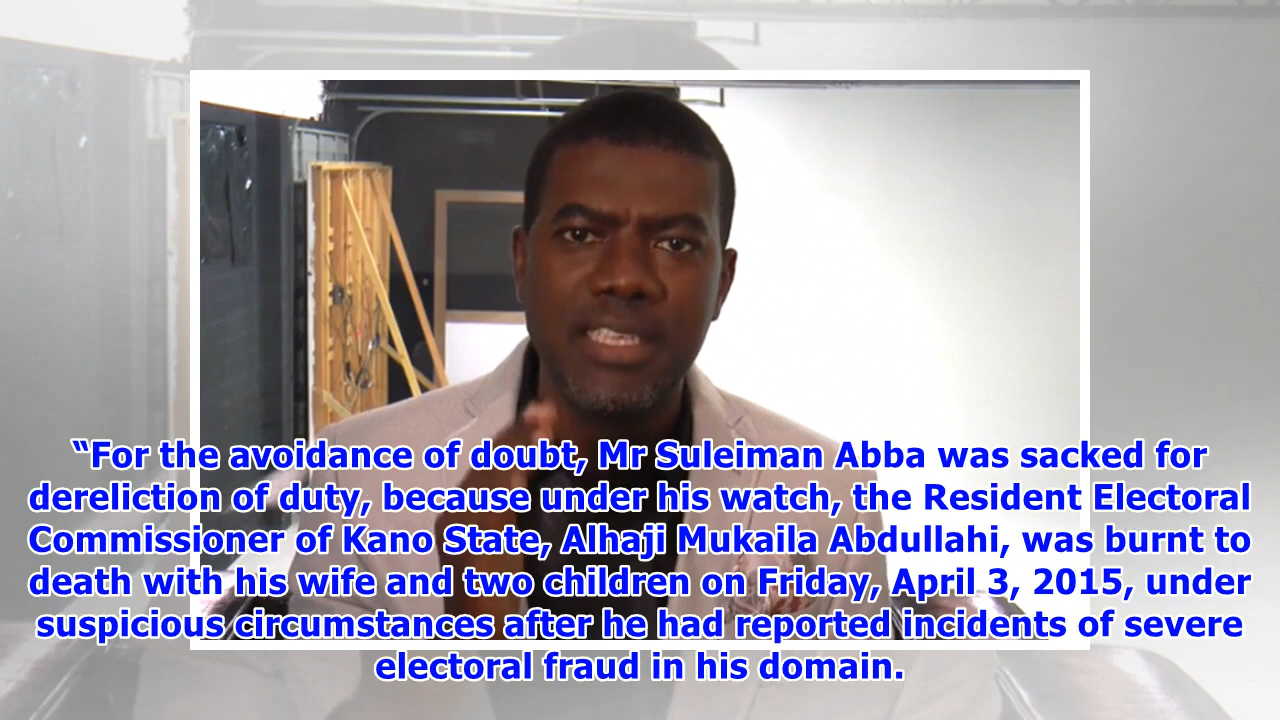 “For the avoidance of doubt, Mr Suleiman Abba was sacked for
dereliction of duty, because under his watch, the Resident Electoral
Commissioner of Kano State, Alhaji Mukaila Abdullahi, was burnt to
death with his wife and two children on Friday, April 3, 2015, under
suspicious circumstances after he had reported incidents of severe
electoral fraud in his domain.